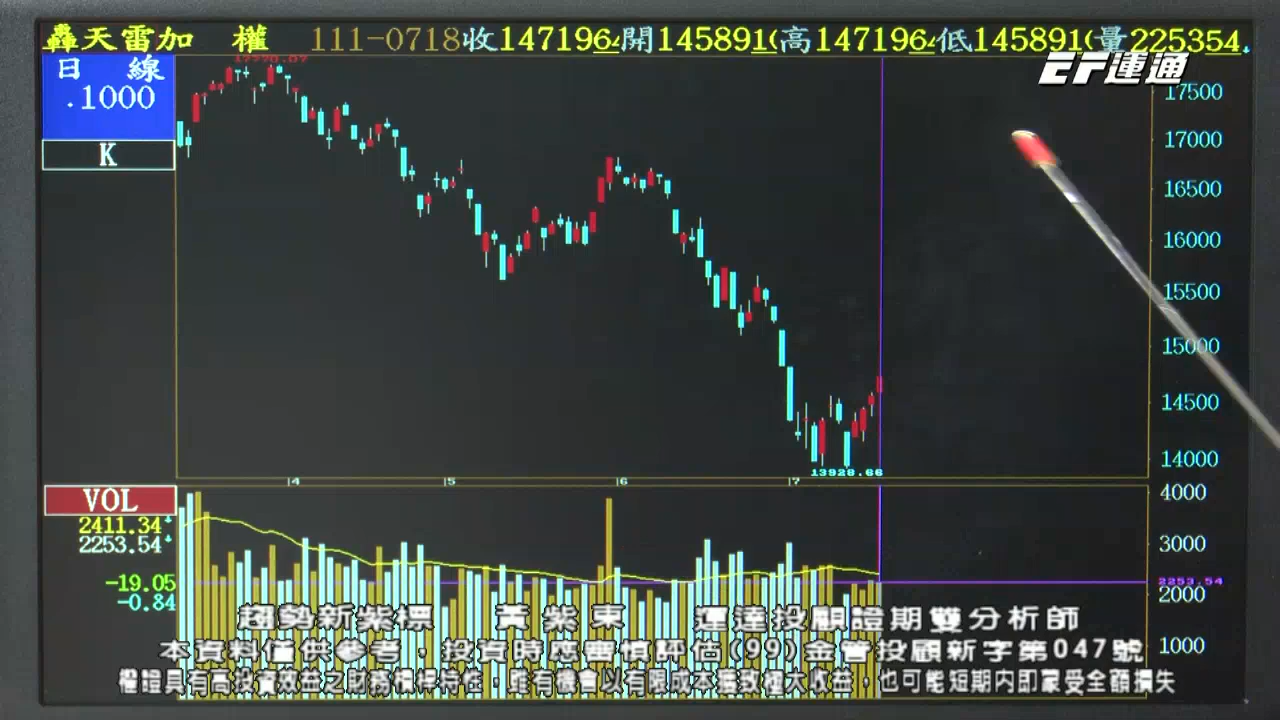 轟天雷加 權 111-0718收147196開145891高147196低145891量225354
EF運通
日 線
.1000
K
17770.07
17500
17000
16500
16000
15500
15000
14500
14000
13928.66
4 5 6 7
VOL
2411.34
2253.54
-19.05
-0.84
4000
3000
2253.54
2000
1000
趨勢新紫標 黃紫東 運達投顧證期雙分析師
本資料僅供參考，投資時應審慎評估(99)金管投顧新字第047號
權證具有高投資效益之財務槓桿特性，雖有機會以有限成本獲致極大收益，也可能短期內即蒙受全額損失